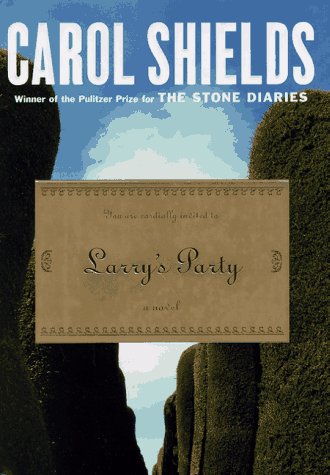 CAROL SHIELDS
Winner of the Pulitzer Prize for THE STONE DIARIES
You are cordially invited to
Larry's Party
a novel